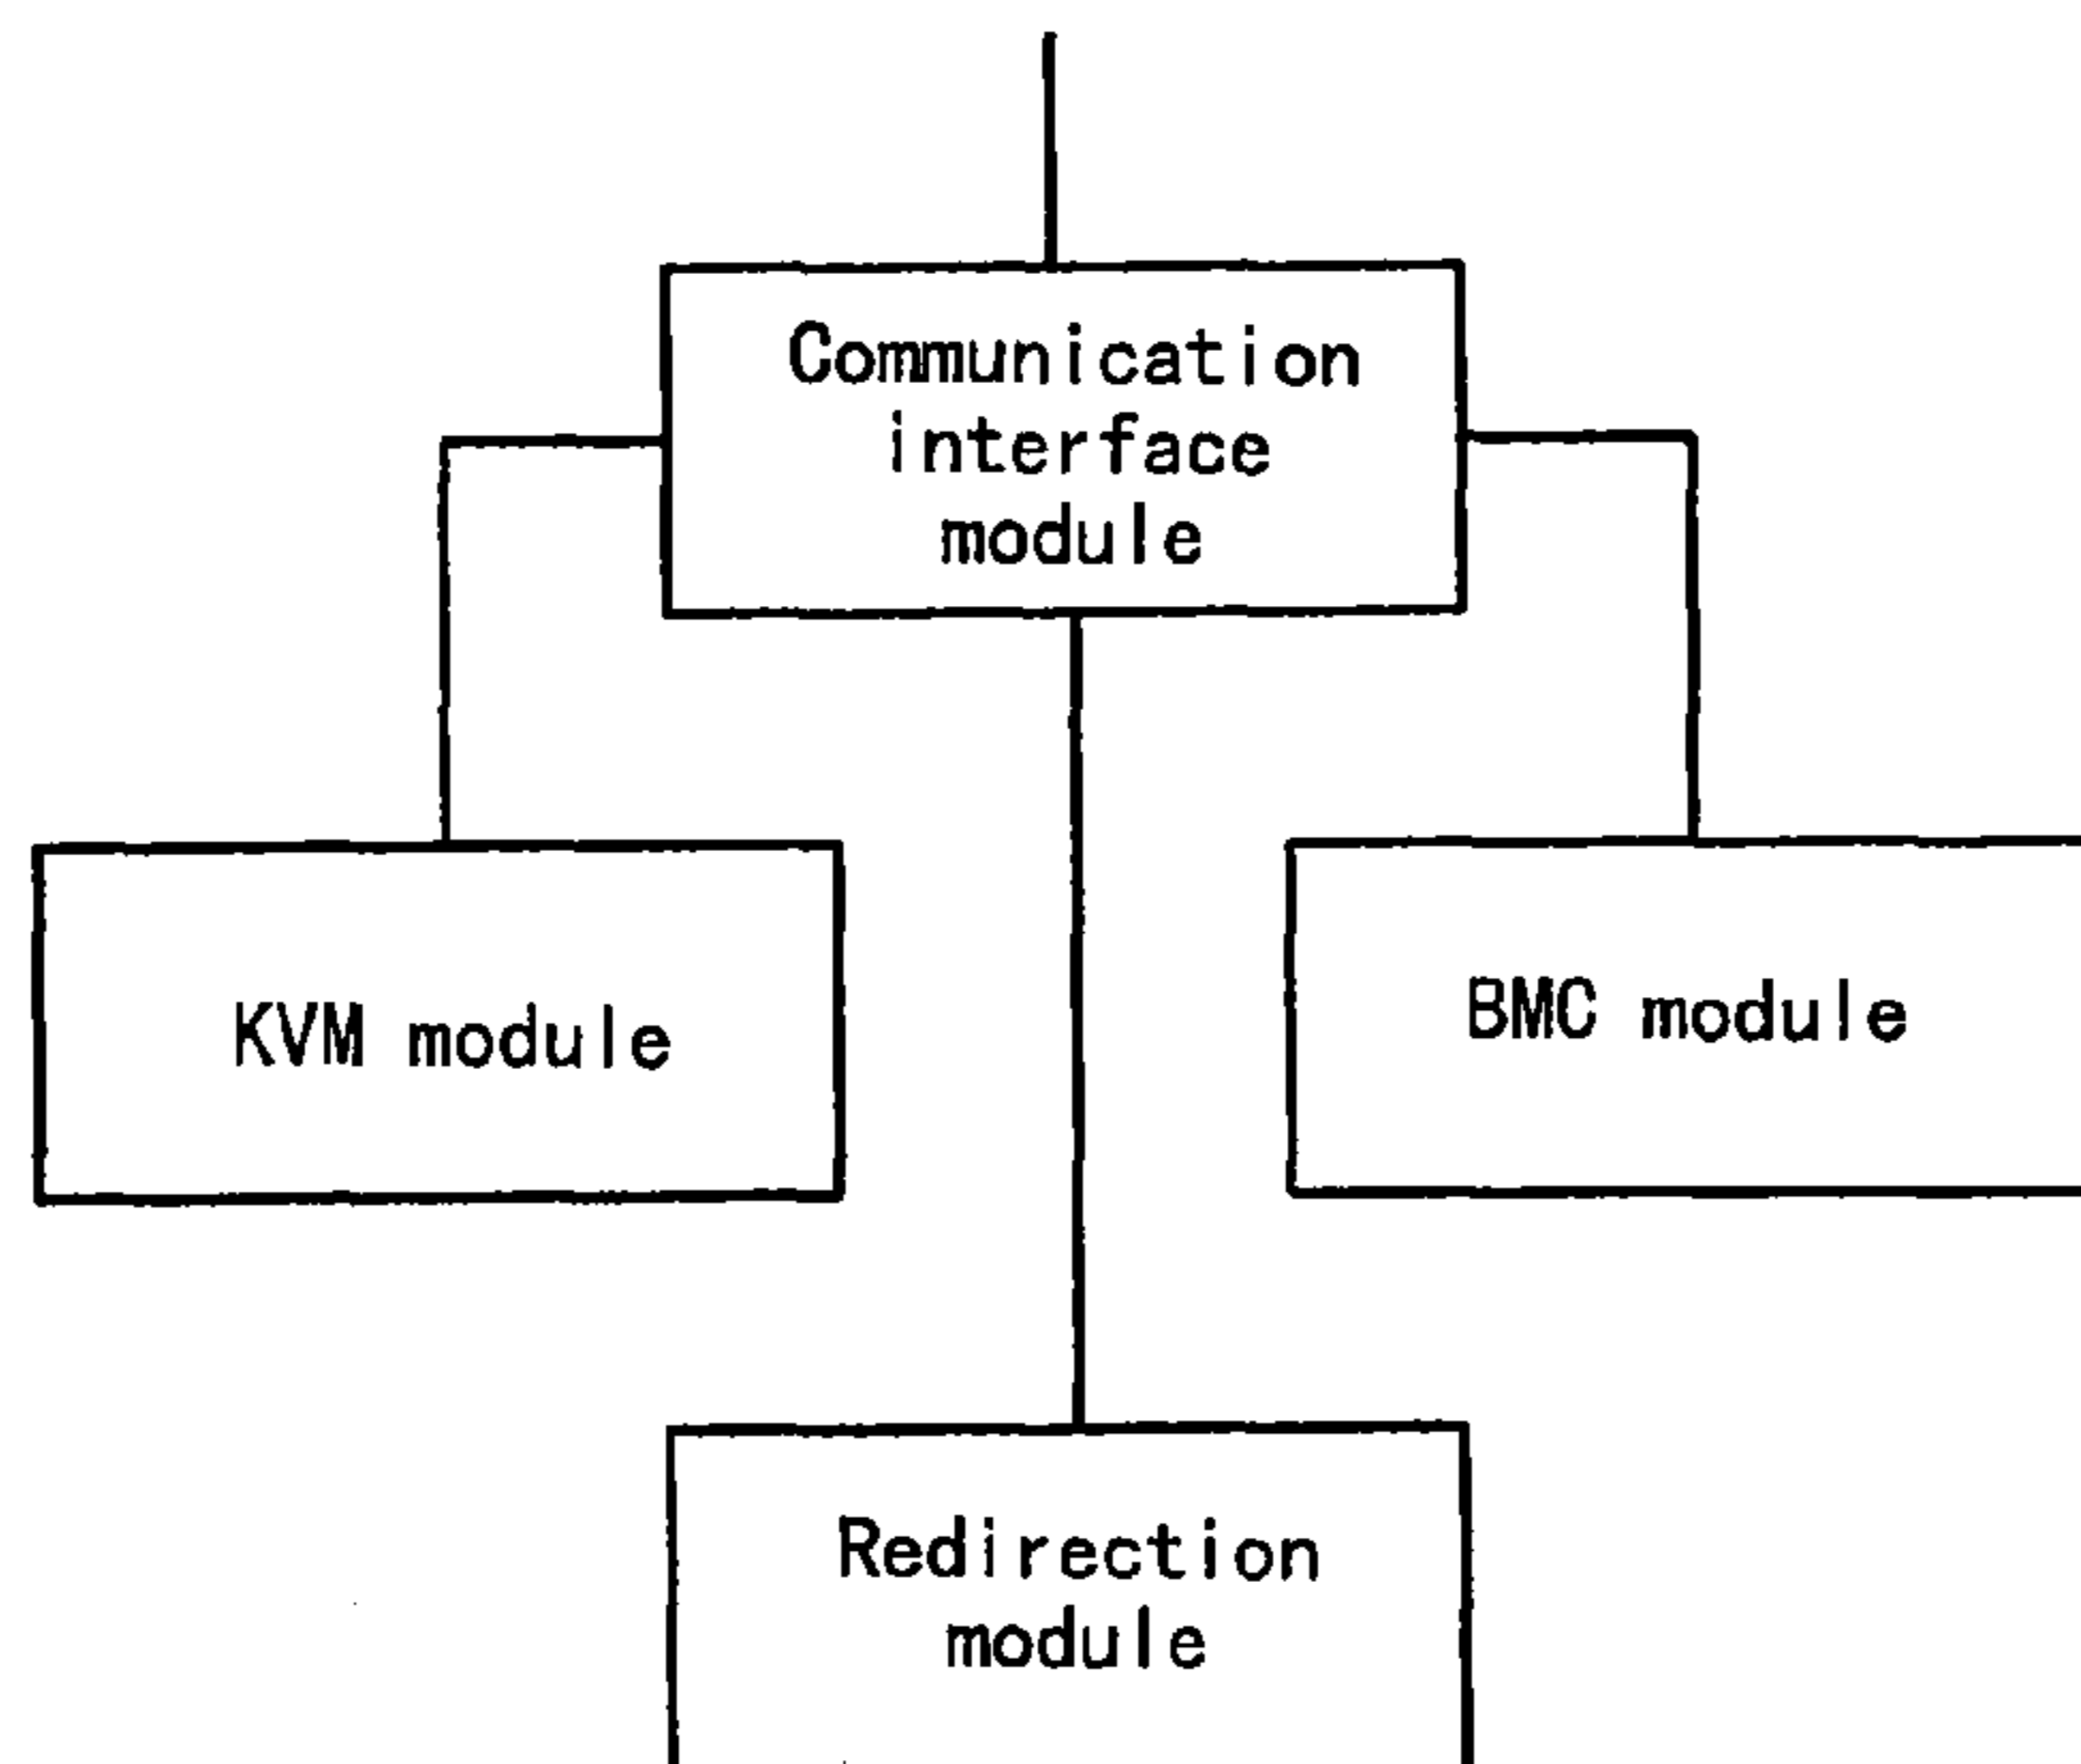 Communication
interface
module
KVM module
BMC module
Redirection
module